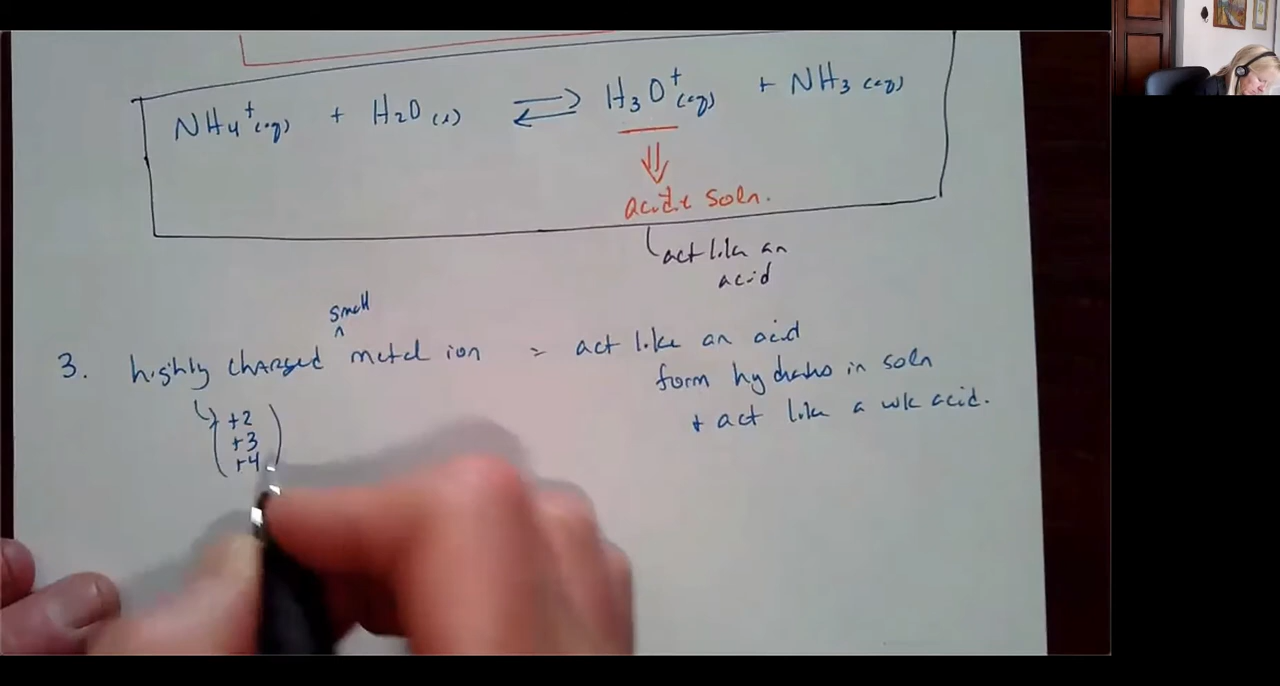 NH4+(aq) + H2O(l) ⇌ H3O+(aq) + NH3(aq)
⇓
acidic soln.
act like an
acid
small
^
3. highly charged metal ion = act like an acid
form hydrates in soln
+ act like a wk acid.
↳ (+2
+3
+4)